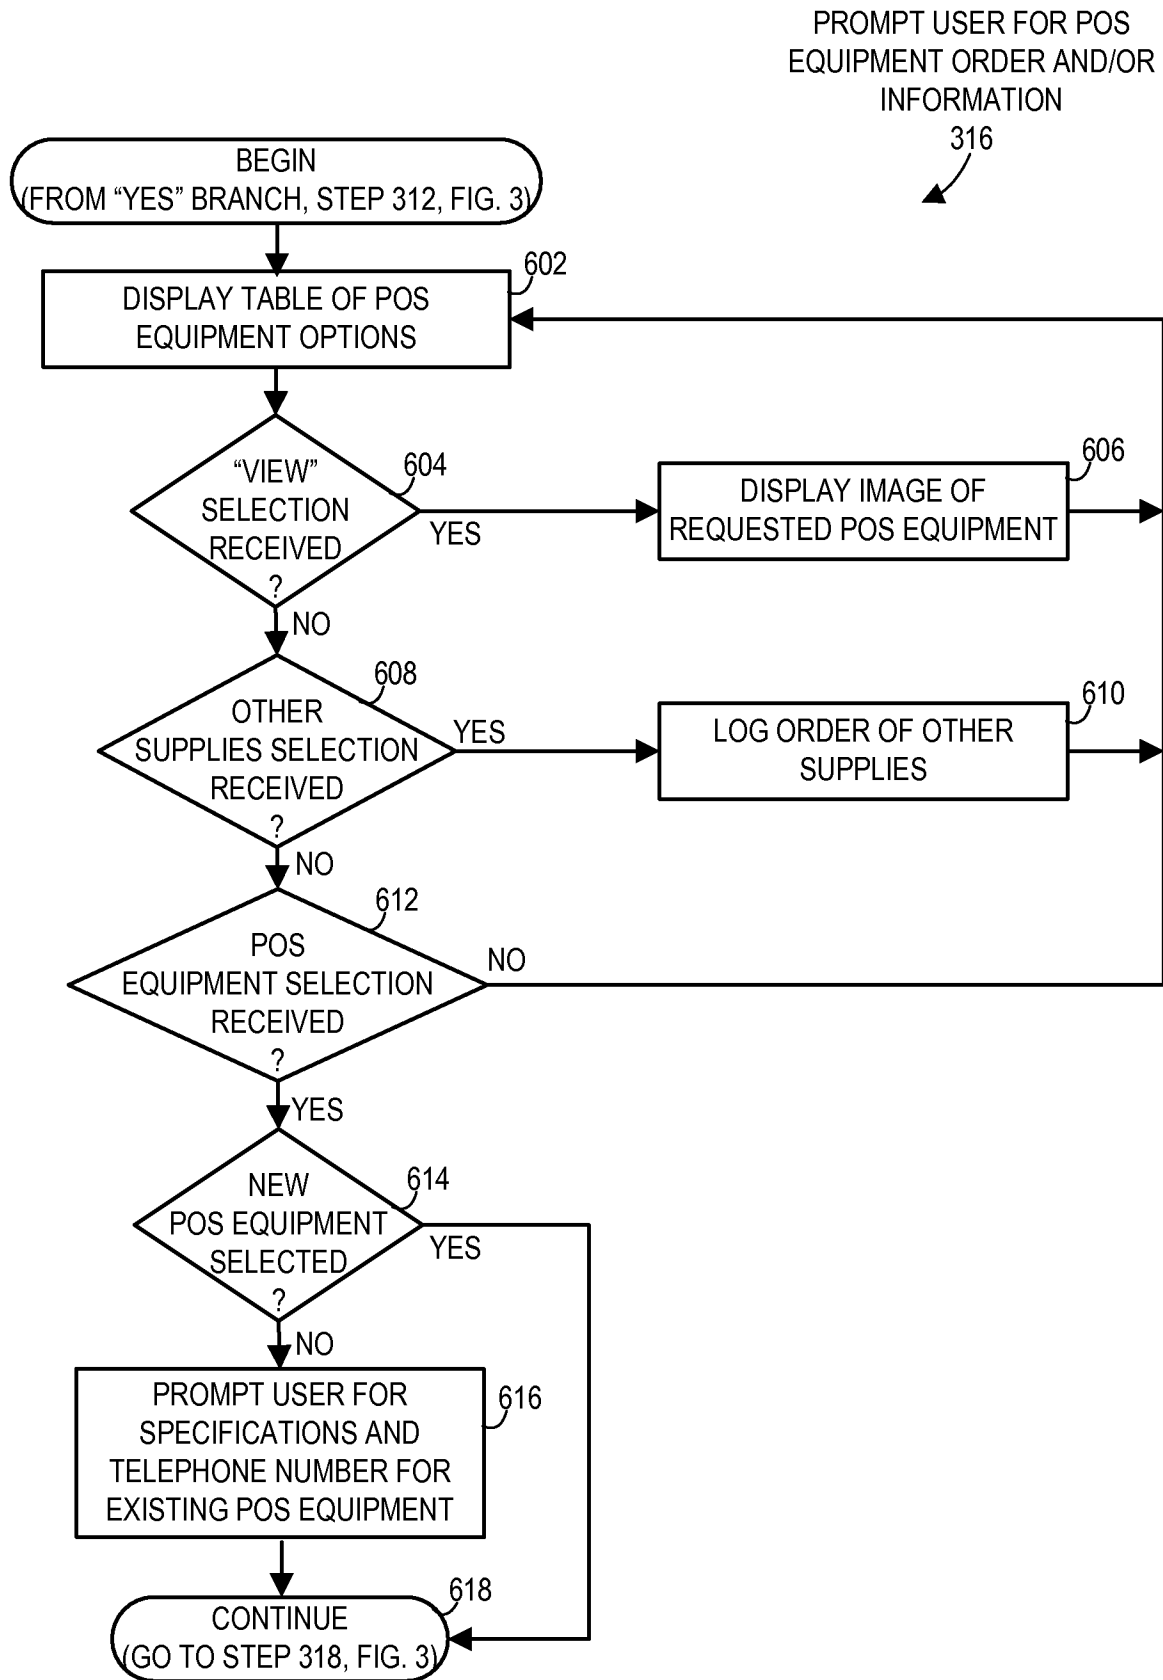 PROMPT USER FOR POS
EQUIPMENT ORDER AND/OR
INFORMATION
316
BEGIN
(FROM “YES” BRANCH, STEP 312, FIG. 3)
602
DISPLAY TABLE OF POS
EQUIPMENT OPTIONS
604
“VIEW”
SELECTION
RECEIVED
?
YES
606
DISPLAY IMAGE OF
REQUESTED POS EQUIPMENT
NO
608
OTHER
SUPPLIES SELECTION
RECEIVED
?
YES
610
LOG ORDER OF OTHER
SUPPLIES
NO
612
POS
EQUIPMENT SELECTION
RECEIVED
?
NO
YES
614
NEW
POS EQUIPMENT
SELECTED
?
YES
NO
616
PROMPT USER FOR
SPECIFICATIONS AND
TELEPHONE NUMBER FOR
EXISTING POS EQUIPMENT
618
CONTINUE
(GO TO STEP 318, FIG. 3)